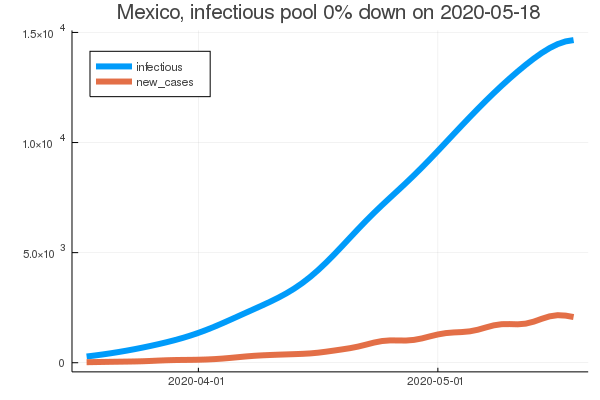 Mexico, infectious pool 0% down on 2020-05-18
1.5×10⁴
infectious
new_cases
1.0×10⁴
5.0×10³
0
2020-04-01 2020-05-01